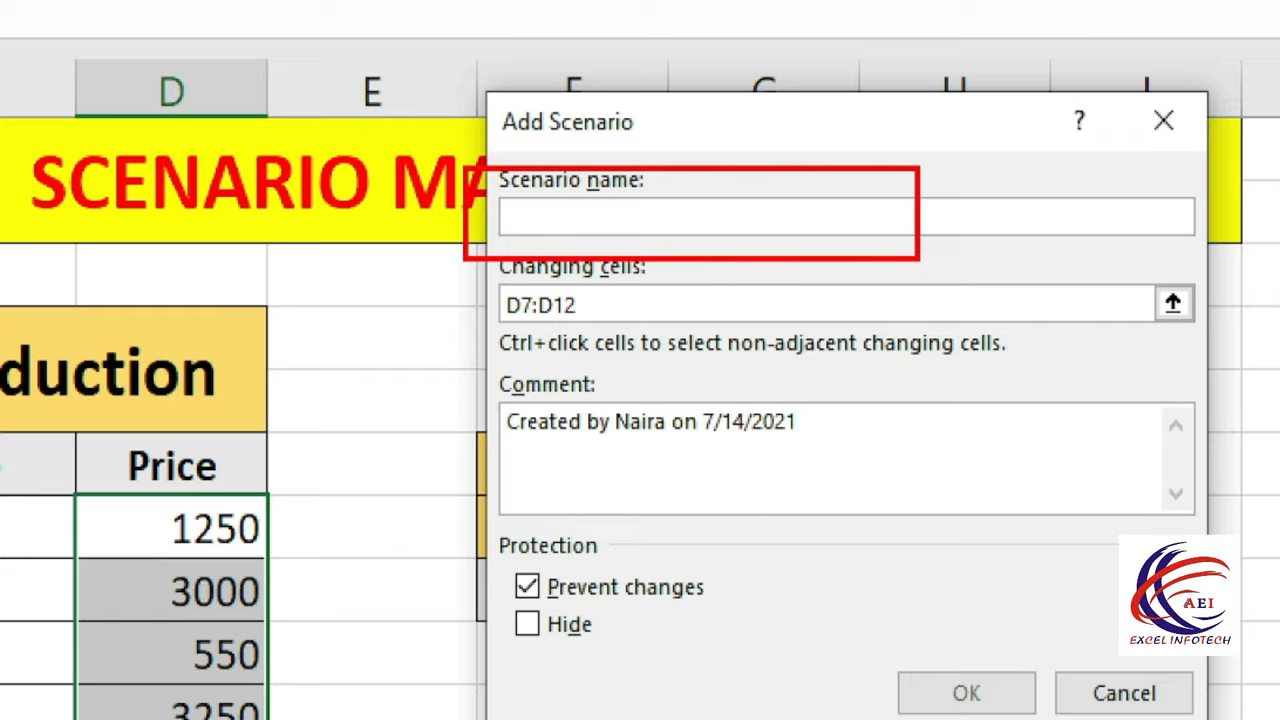 D E F G H I
SCENARIO MA
duction
Price
1250
3000
550
3250
Add Scenario ? ×
Scenario name:
Changing cells:
D7:D12
Ctrl+click cells to select non-adjacent changing cells.
Comment:
Created by Naira on 7/14/2021
Protection
Prevent changes
Hide
OK Cancel
AEI
EXCEL INFOTECH